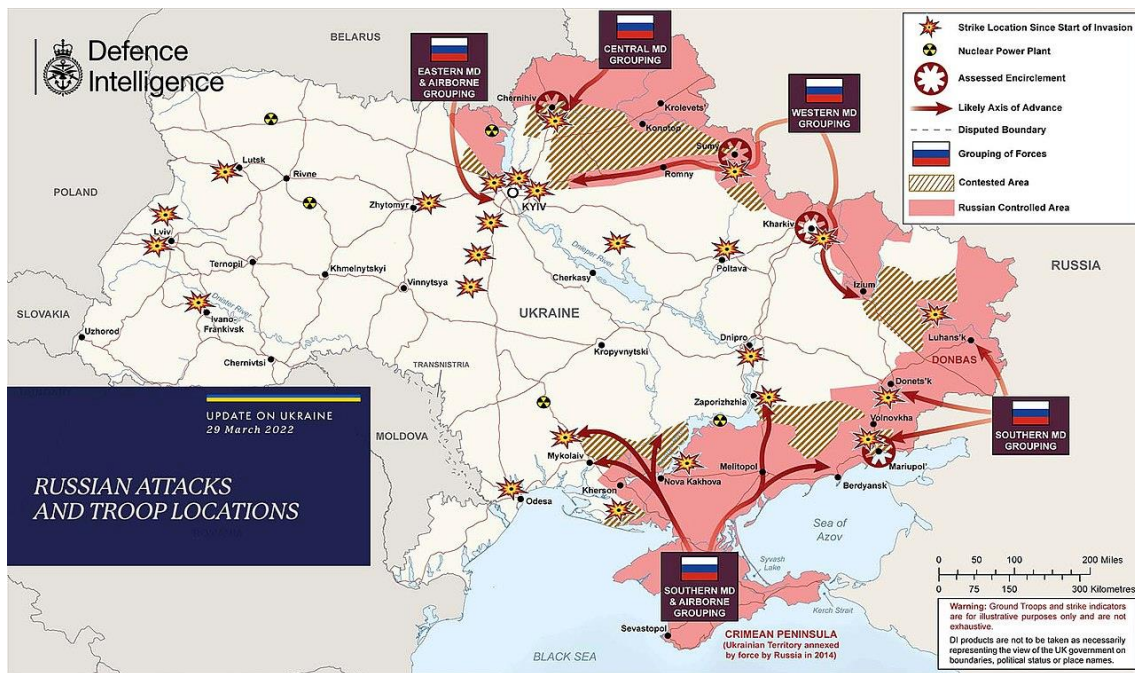 Defence
Intelligence
BELARUS
RUSSIA
POLAND
SLOVAKIA
MOLDOVA
TRANSNISTRIA
UKRAINE
EASTERN MD
& AIRBORNE
GROUPING
CENTRAL MD
GROUPING
WESTERN MD
GROUPING
SOUTHERN MD
GROUPING
SOUTHERN MD
& AIRBORNE
GROUPING
Chernihiv
Krolevets'
Konotop
Sumy
Romny
Lutsk
Rivne
Zhytomyr
KYIV
Kharkiv
Lviv
Ternopil
Khmelnytskyi
Vinnytsya
Cherkasy
Dnieper River
Poltava
Izium
Dniester River
Ivano-
Frankivsk
Uzhorod
Chernivtsi
Kropyvnytski
Dnipro
Luhans'k
DONBAS
Donets'k
Zaporizhzhia
Volnovkha
Mariupol'
Mykolaiv
Kherson
Nova Kakhova
Melitopol
Berdyansk
Odesa
Sea of
Azov
Syvash
Lake
Kerch Strait
Sevastopol
CRIMEAN PENINSULA
(Ukrainian Territory annexed
by force by Russia in 2014)
BLACK SEA
UPDATE ON UKRAINE
29 March 2022
RUSSIAN ATTACKS
AND TROOP LOCATIONS
Strike Location Since Start of Invasion
Nuclear Power Plant
Assessed Encirclement
Likely Axis of Advance
Disputed Boundary
Grouping of Forces
Contested Area
Russian Controlled Area
0 50 100 200 Miles
0 75 150 300 Kilometres
Warning: Ground Troops and strike indicators
are for illustrative purposes only and are not
exhaustive.
DI products are not to be taken as necessarily
representing the view of the UK government on
boundaries, political status or place names.